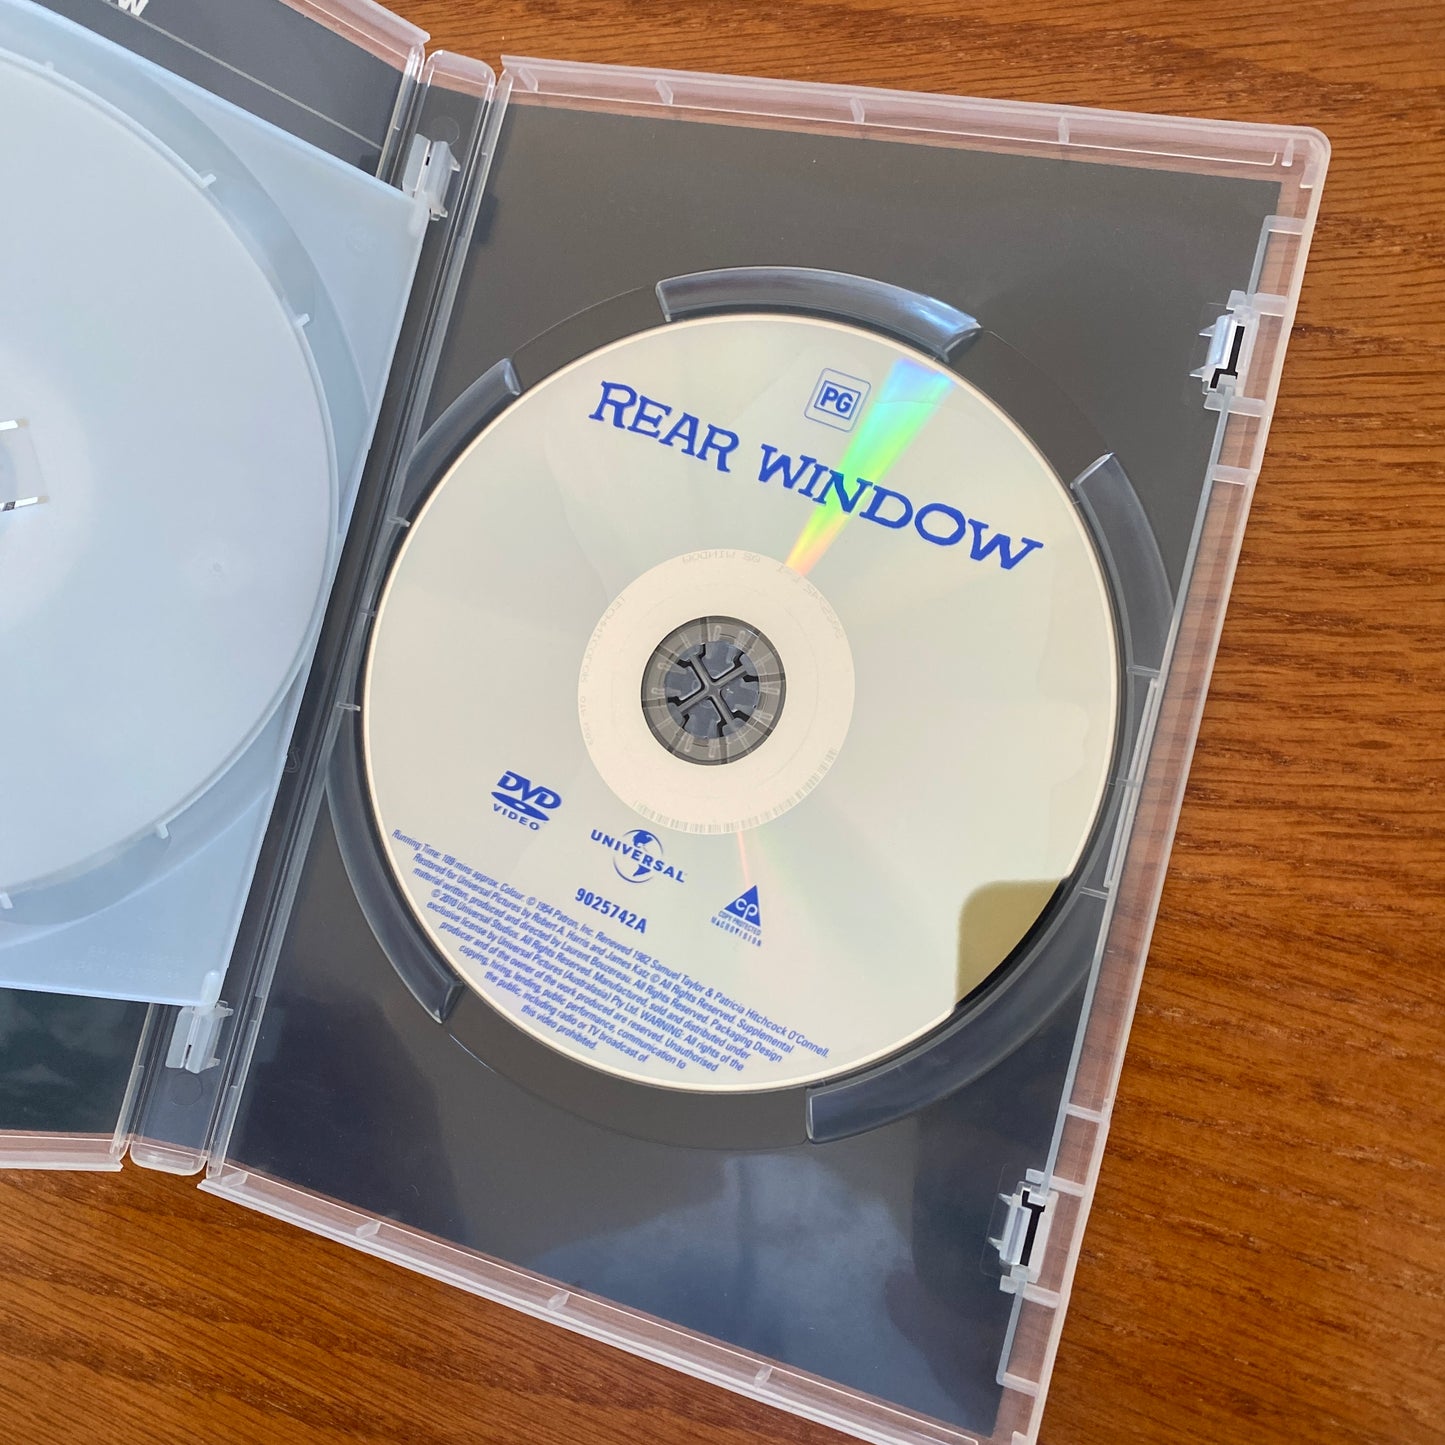 W
PG
REAR WINDOW
DVD
VIDEO
UNIVERSAL
9025742A
CP
COPY PROTECTED
MACROVISION
Running Time: 109 mins approx. Colour. © 1954 Patron, Inc. Renewed 1982 Samuel Taylor & Patricia Hitchcock O'Connell.
Restored for Universal Pictures by Robert A. Harris and James Katz © All Rights Reserved. Supplemental
material written, produced and directed by Laurent Bouzereau. All Rights Reserved. Packaging Design
© 2010 Universal Studios. All Rights Reserved. Manufactured, sold and distributed under
exclusive license by Universal Pictures (Australasia) Pty Ltd. WARNING: All rights of the
producer and of the owner of the work produced are reserved. Unauthorised
copying, hiring, lending, public performance, communication to
the public, including radio or TV broadcast of
this video prohibited.